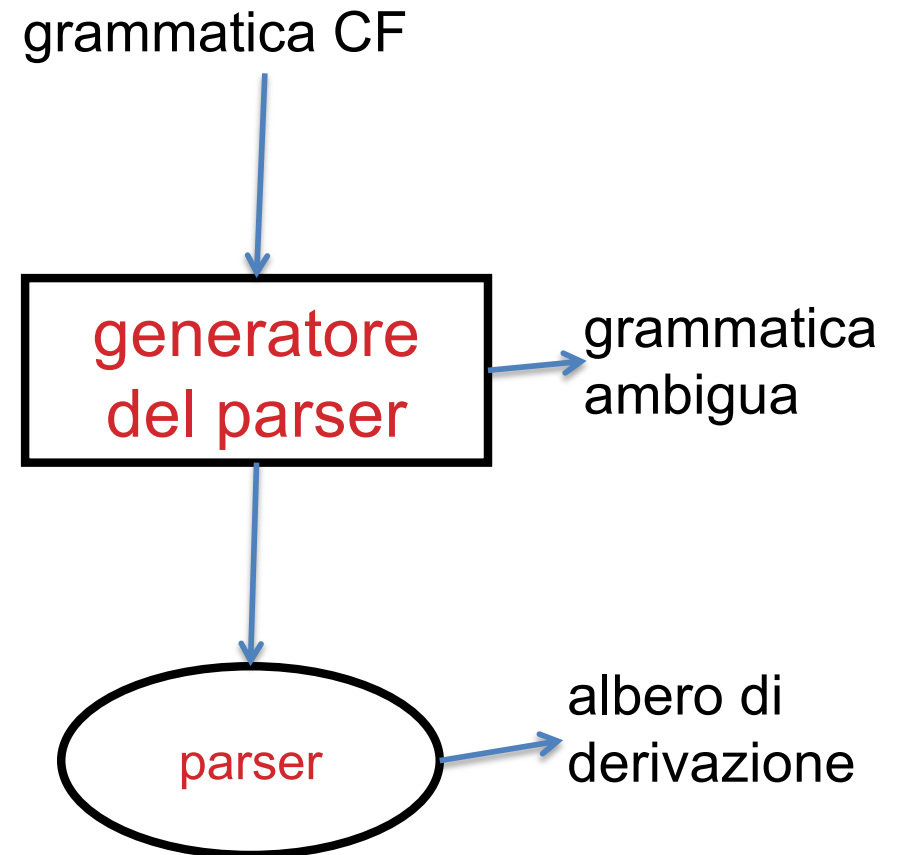 grammatica CF
generatore
del parser
grammatica
ambigua
parser
albero di
derivazione